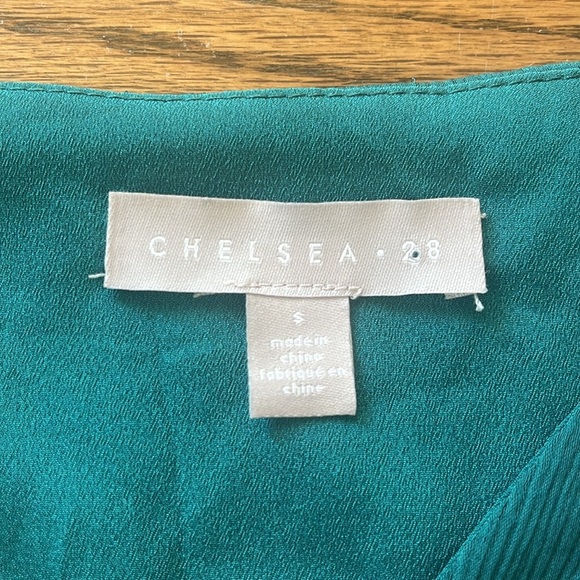 CHELSEA · 28
S
made in
china
fabriqué en
chine